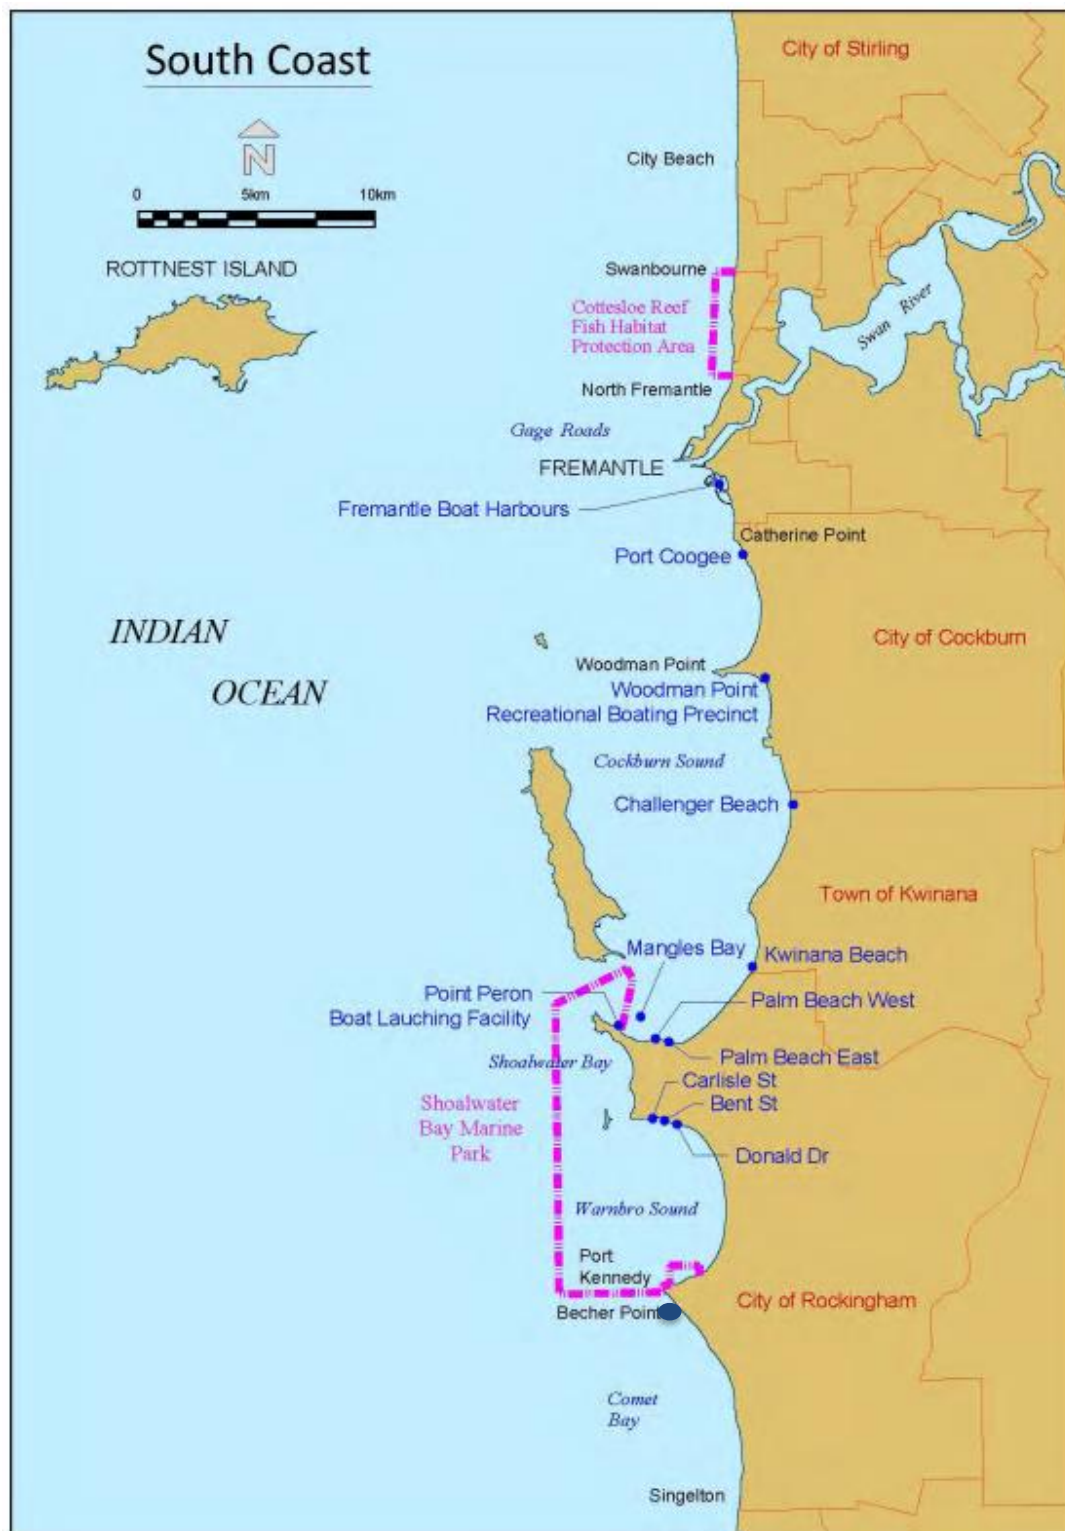 South Coast
City of Stirling
N
City Beach
0 5km 10km
ROTTNEST ISLAND
Swanbourne
Cottesloe Reef
Fish Habitat
Protection Area
Swan River
North Fremantle
Gage Roads
FREMANTLE
Fremantle Boat Harbours
Catherine Point
Port Coogee
INDIAN
OCEAN
City of Cockburn
Woodman Point
Woodman Point
Recreational Boating Precinct
Cockburn Sound
Challenger Beach
Town of Kwinana
Mangles Bay
Kwinana Beach
Point Peron
Boat Lauching Facility
Palm Beach West
Palm Beach East
Shoalwater Bay
Carlisle St
Bent St
Shoalwater
Bay Marine
Park
Donald Dr
Warnbro Sound
Port
Kennedy
City of Rockingham
Becher Point
Comet
Bay
Singelton